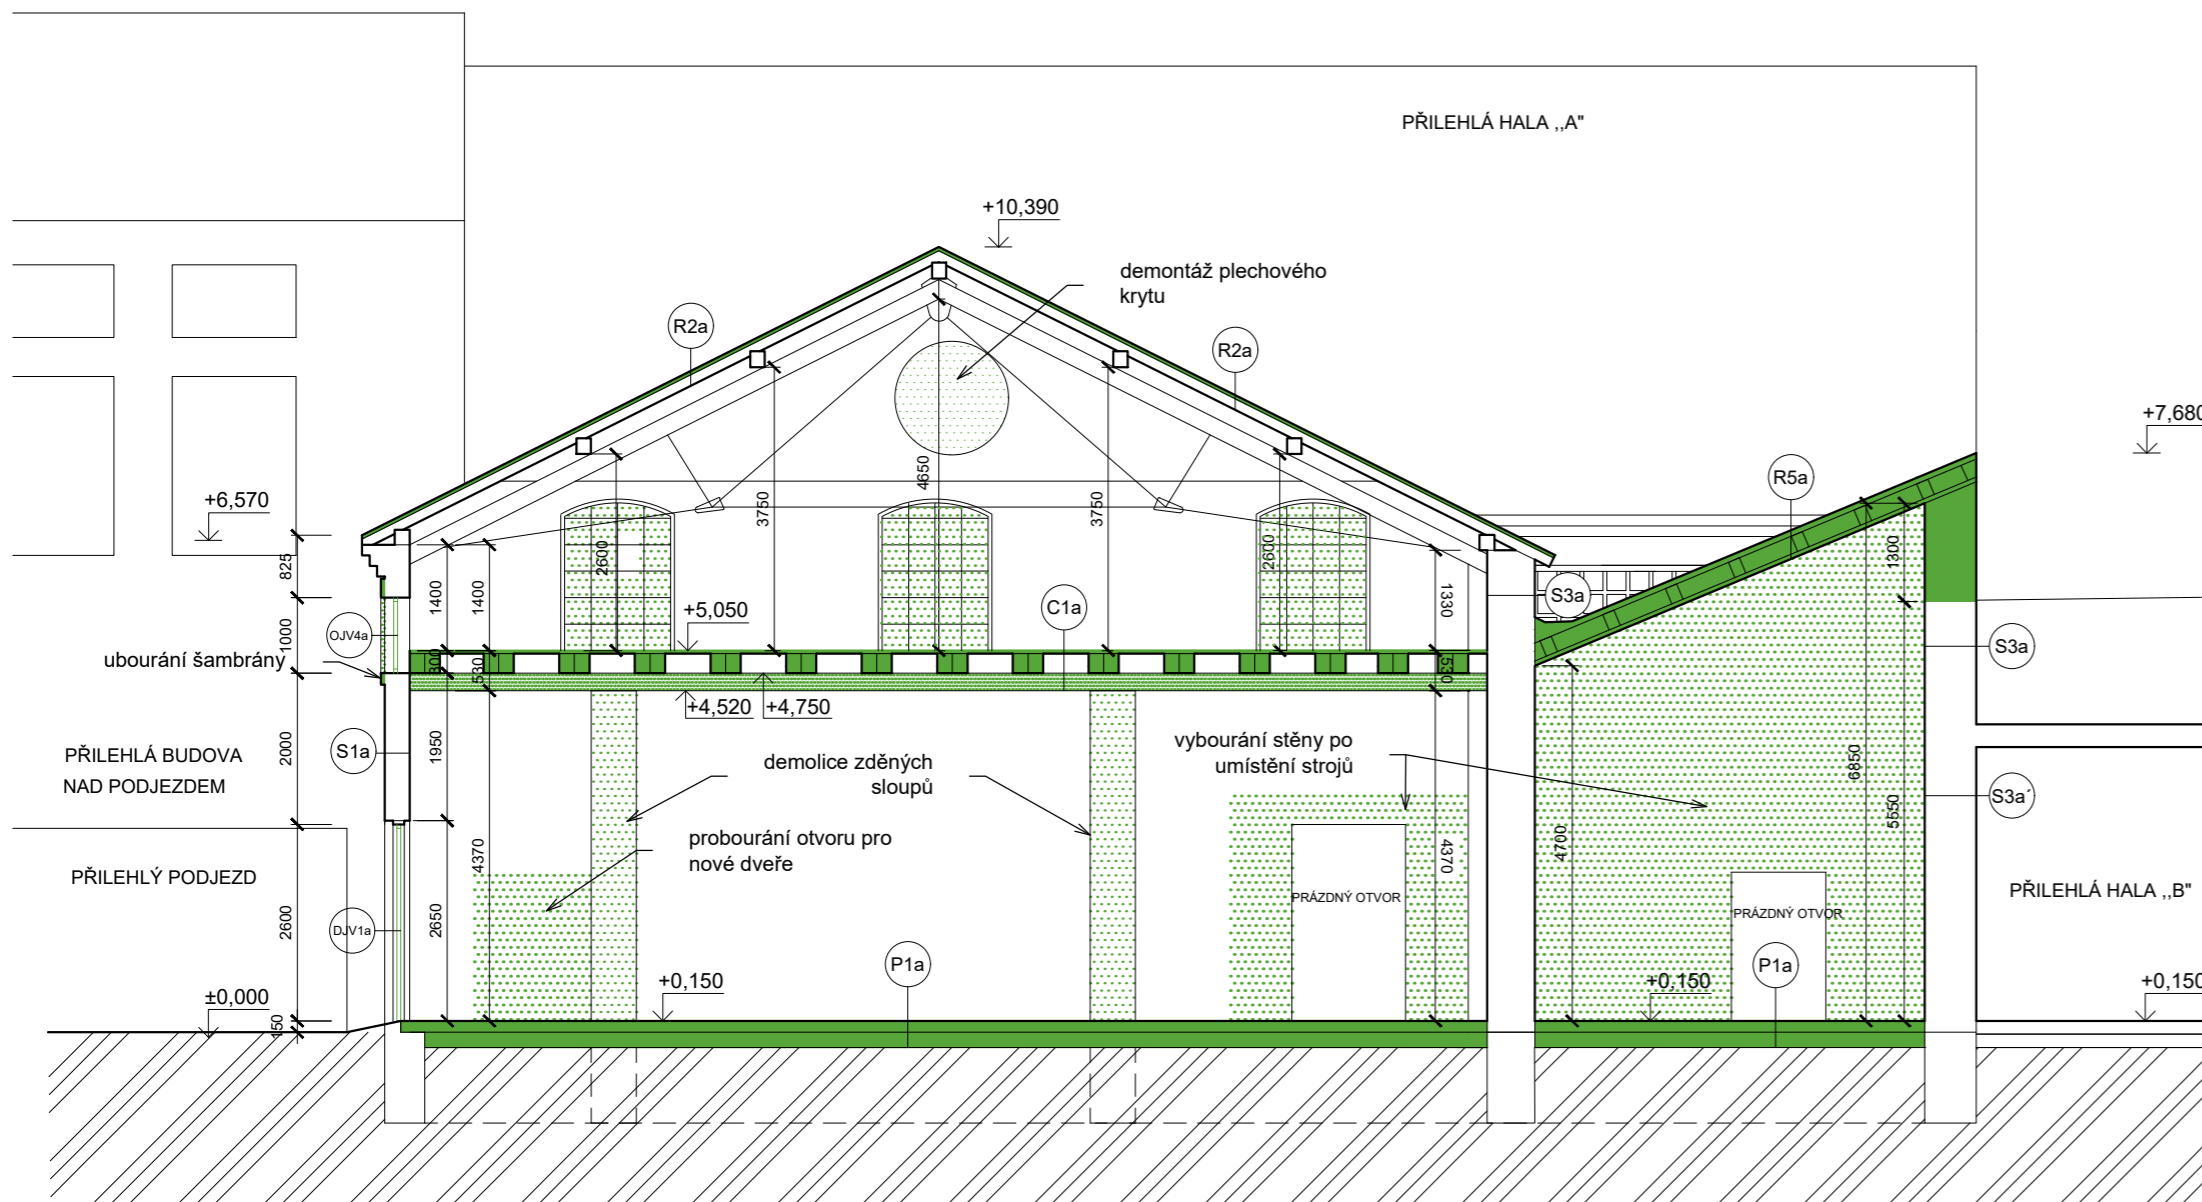 PŘILEHLÁ HALA ,,A"
+10,390
demontáž plechového
krytu
R2a
R2a
+7,680
+6,570
R5a
4650
3750
3750
2600
2600
1300
825
1400
1400
1330
+5,050
C1a
S3a
OJV4a
1000
ubourání šambrány
300
530
530
S3a
+4,520
+4,750
S1a
2000
1950
PŘILEHLÁ BUDOVA
NAD PODJEZDEM
demolice zděných
sloupů
vybourání stěny po
umístění strojů
6850
5550
S3a´
probourání otvoru pro
nové dveře
4370
4370
4700
PŘILEHLÝ PODJEZD
PRÁZDNÝ OTVOR
PRÁZDNÝ OTVOR
PŘILEHLÁ HALA ,,B"
2600
DJV1a
2650
P1a
P1a
±0,000
+0,150
+0,150
+0,150
150